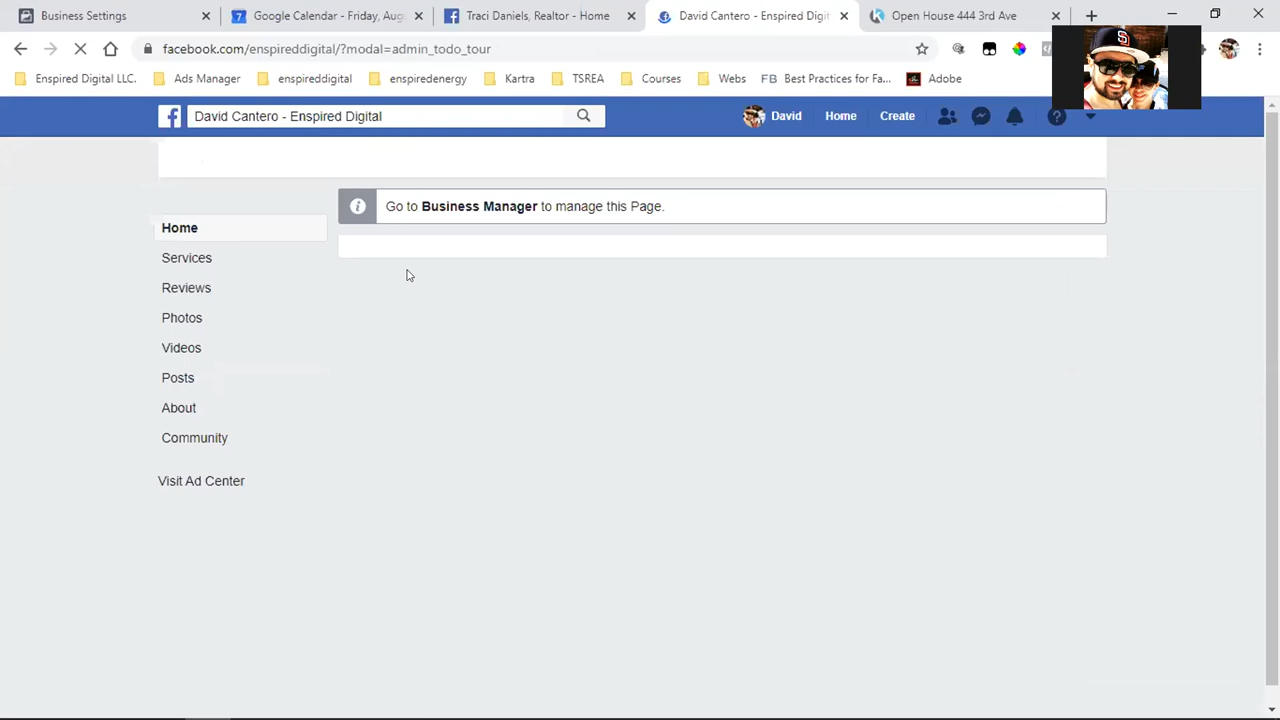 Business Settings
Google Calendar - Friday, Aug
Traci Daniels, Realtor - Home
David Cantero - Enspired Digit
Open House 444 3rd Ave
facebook.com/enspireddigital/?modal=admin_todo_tour
Enspired Digital LLC.
Ads Manager
enspireddigital
enspiredenergy
Kartra
TSREA
Courses
Webs
FB Best Practices for Fa...
Adobe
David Cantero - Enspired Digital
David
Home
Create
Go to Business Manager to manage this Page.
Home
Services
Reviews
Photos
Videos
Posts
About
Community
Visit Ad Center